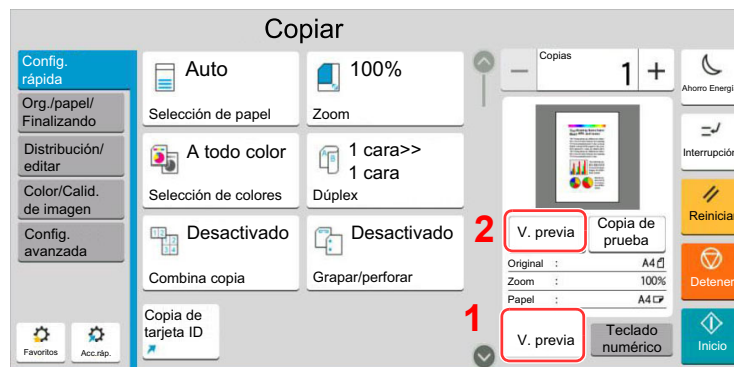 Copiar
Config.
rápida
Org./papel/
Finalizando
Distribución/
editar
Color/Calid.
de imagen
Config.
avanzada
Favoritos
Acc.ráp.
Auto
Selección de papel
100%
Zoom
A todo color
Selección de colores
1 cara>>
1 cara
Dúplex
Desactivado
Combina copia
Desactivado
Grapar/perforar
Copia de
tarjeta ID
Copias
1
2
V. previa
Copia de
prueba
Original : A4
Zoom : 100%
Papel : A4
1
V. previa
Teclado
numérico
Ahorro Energí
Interrupción
Reiniciar
Detener
Inicio